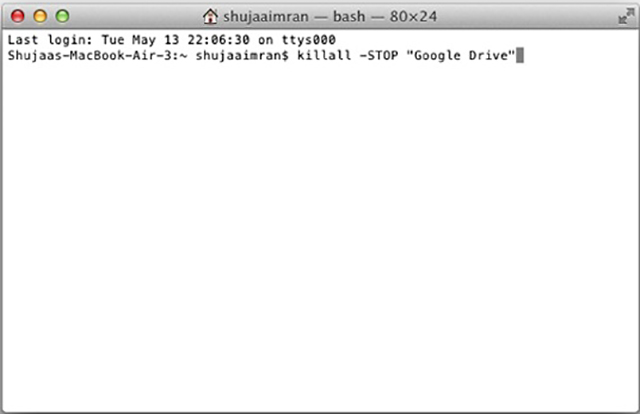 shujaaimran — bash — 80×24
Last login: Tue May 13 22:06:30 on ttys000
Shujaas-MacBook-Air-3:~ shujaaimran$ killall -STOP "Google Drive"